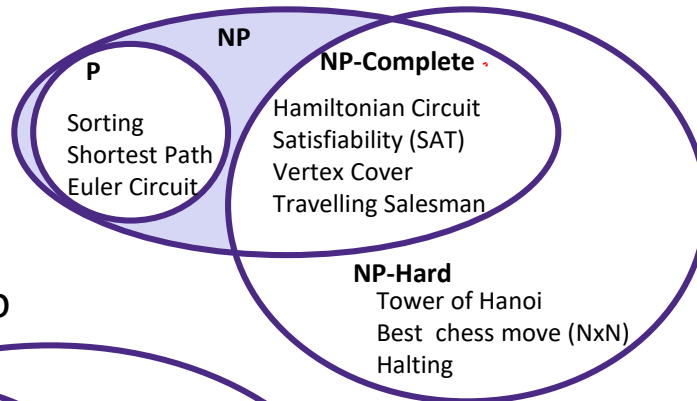 NP
P
NP-Complete
Sorting
Shortest Path
Euler Circuit
Hamiltonian Circuit
Satisfiability (SAT)
Vertex Cover
Travelling Salesman
NP-Hard
Tower of Hanoi
Best chess move (NxN)
Halting